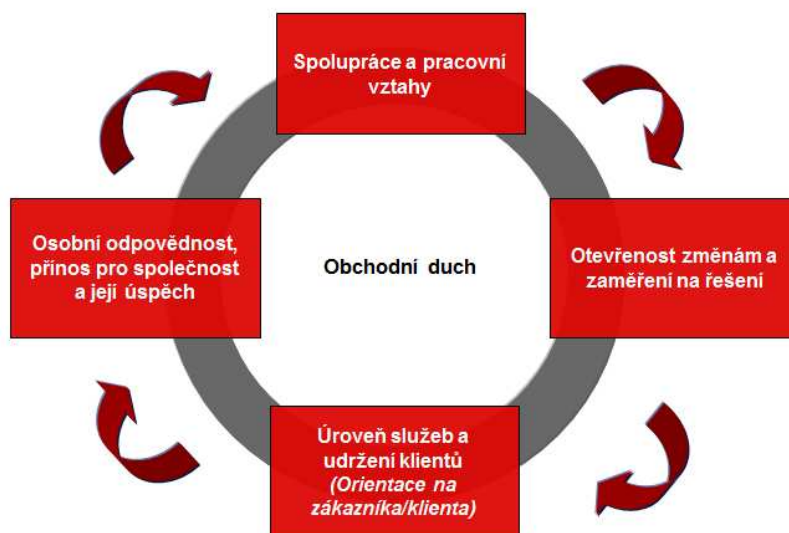 Spolupráce a pracovní
vztahy
Osobní odpovědnost,
přínos pro společnost
a její úspěch
Obchodní duch
Otevřenost změnám a
zaměření na řešení
Úroveň služeb a
udržení klientů
(Orientace na
zákazníka/klienta)